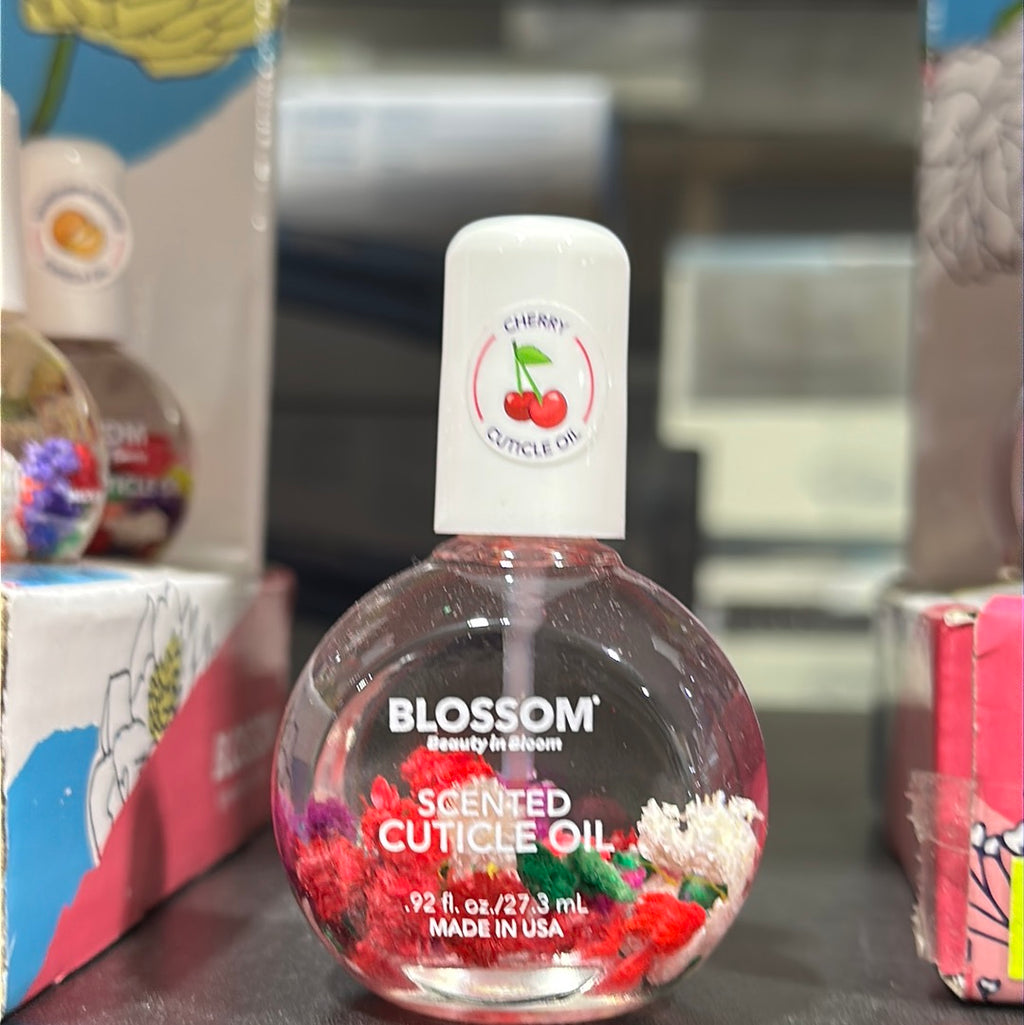 CHERRY
CUTICLE OIL
BLOSSOM
Beauty in Bloom
SCENTED
CUTICLE OIL
.92 fl. oz./27.3 mL
MADE IN USA